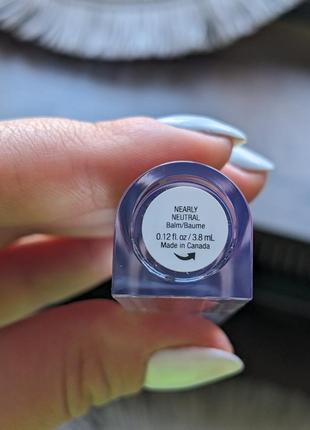 NEARLY
NEUTRAL
Balm/Baume
0.12 fl oz / 3.8 mL
Made in Canada